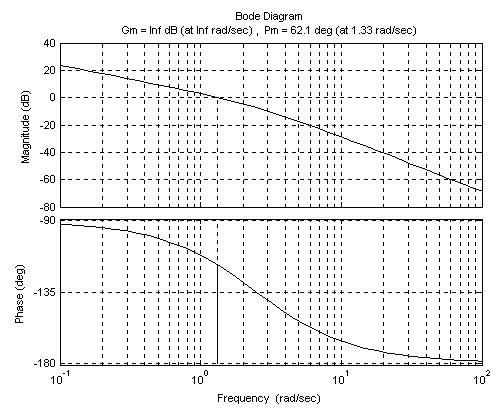 Bode Diagram
Gm = Inf dB (at Inf rad/sec) , Pm = 62.1 deg (at 1.33 rad/sec)
40
20
0
-20
-40
-60
-80
Magnitude (dB)
-90
-135
-180
Phase (deg)
10^-1
10^0
10^1
10^2
Frequency (rad/sec)